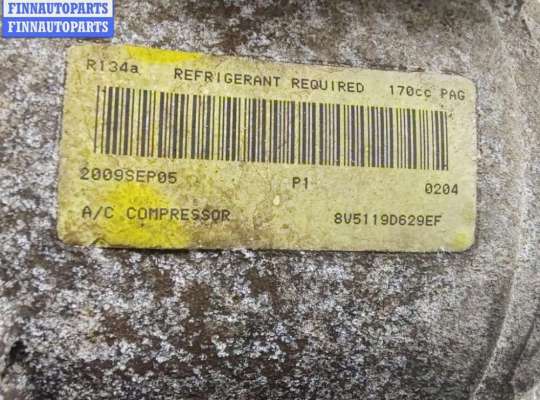 FINNAUTOPARTS
FINNAUTOPARTS
R134a REFRIGERANT REQUIRED 170cc PAG
2009SEP05 P1 0204
A/C COMPRESSOR 8V5119D629EF